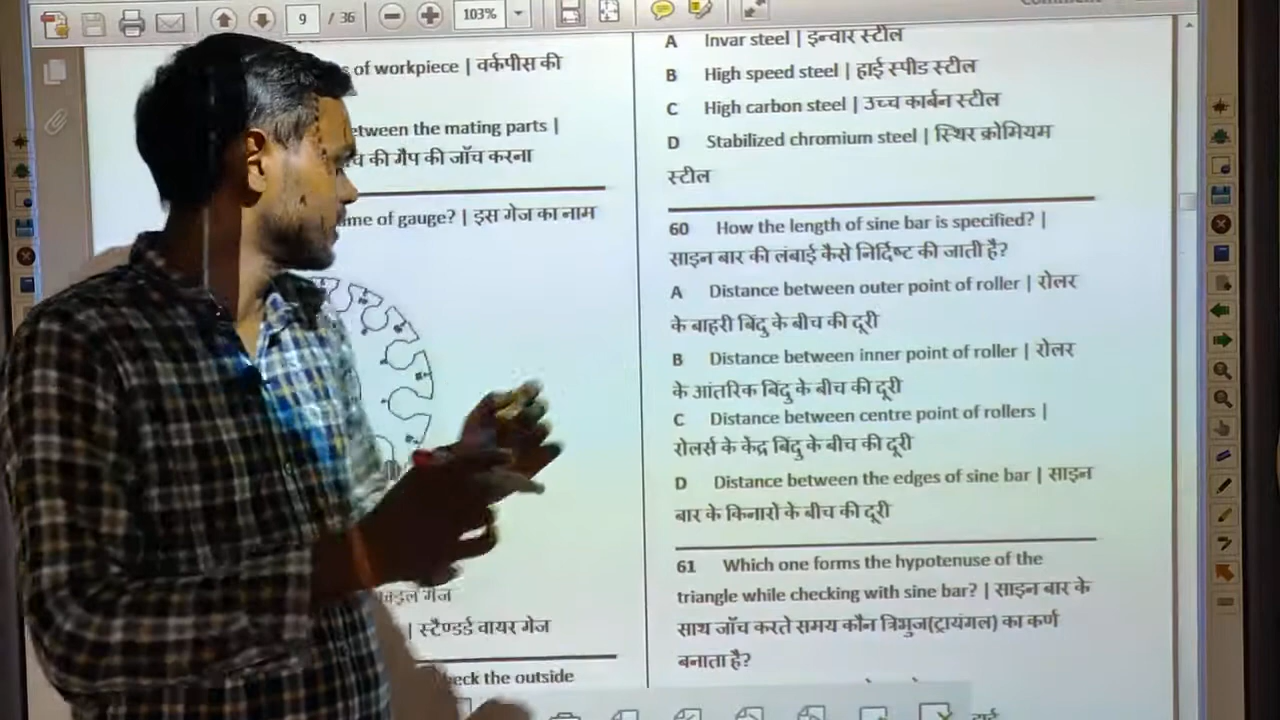 9 / 36
103%
of workpiece | वर्कपीस की
between the mating parts |
की गैप की जॉच करना
of gauge? | इस गेज का नाम
गेज
| स्टैण्डर्ड वायर गेज
the outside
A Invar steel | इन्वार स्टील
B High speed steel | हाई स्पीड स्टील
C High carbon steel | उच्च कार्बन स्टील
D Stabilized chromium steel | स्थिर क्रोमियम
स्टील
60 How the length of sine bar is specified? |
साइन बार की लंबाई कैसे निर्दिष्ट की जाती है?
A Distance between outer point of roller | रोलर
के बाहरी बिंदु के बीच की दूरी
B Distance between inner point of roller | रोलर
के आंतरिक बिंदु के बीच की दूरी
C Distance between centre point of rollers |
रोलर्स के केंद्र बिंदु के बीच की दूरी
D Distance between the edges of sine bar | साइन
बार के किनारों के बीच की दूरी
61 Which one forms the hypotenuse of the
triangle while checking with sine bar? | साइन बार के
साथ जॉच करते समय कौन त्रिभुज(ट्रायंगल) का कर्ण
बनाता है?